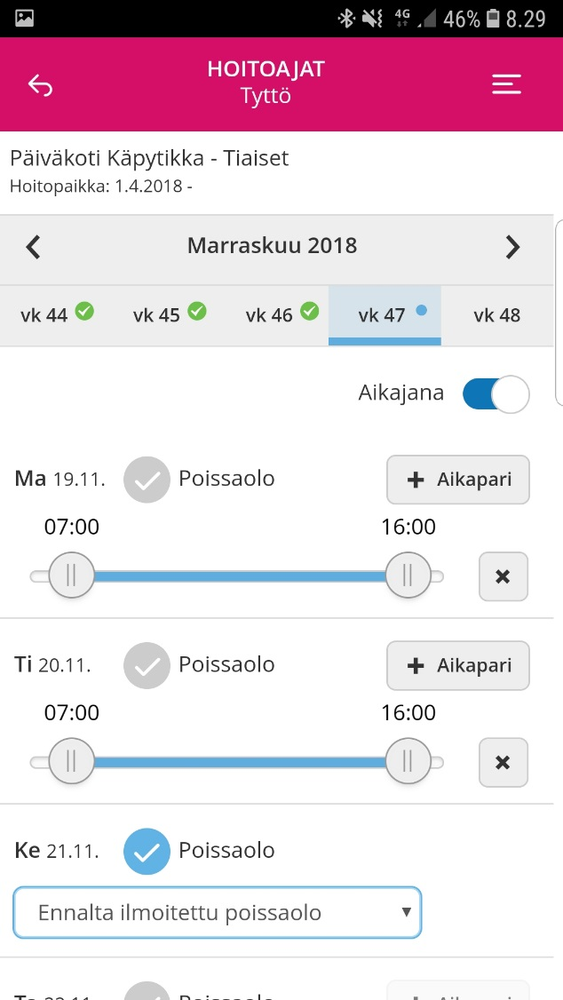 4G 46% 8.29
HOITOAJAT
Tyttö
Päiväkoti Käpytikka - Tiaiset
Hoitopaikka: 1.4.2018 -
Marraskuu 2018
vk 44 vk 45 vk 46 vk 47 vk 48
Aikajana
Ma 19.11. Poissaolo + Aikapari
07:00 16:00
Ti 20.11. Poissaolo + Aikapari
07:00 16:00
Ke 21.11. Poissaolo
Ennalta ilmoitettu poissaolo
Poissaolo